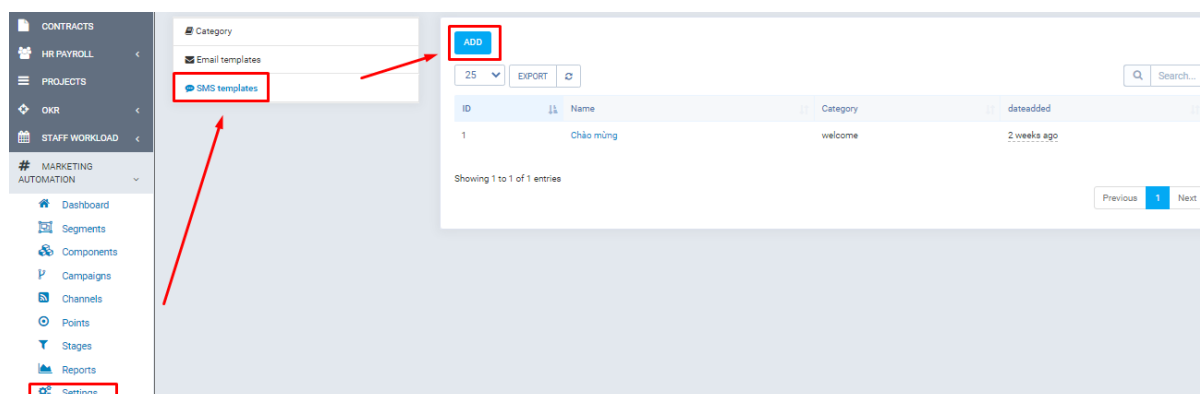 CONTRACTS
HR PAYROLL
PROJECTS
OKR
STAFF WORKLOAD
MARKETING
AUTOMATION
Dashboard
Segments
Components
Campaigns
Channels
Points
Stages
Reports
Settings
Category
Email templates
SMS templates
ADD
25 EXPORT Search...
ID Name Category dateadded
1 Chào mừng welcome 2 weeks ago
Showing 1 to 1 of 1 entries
Previous 1 Next